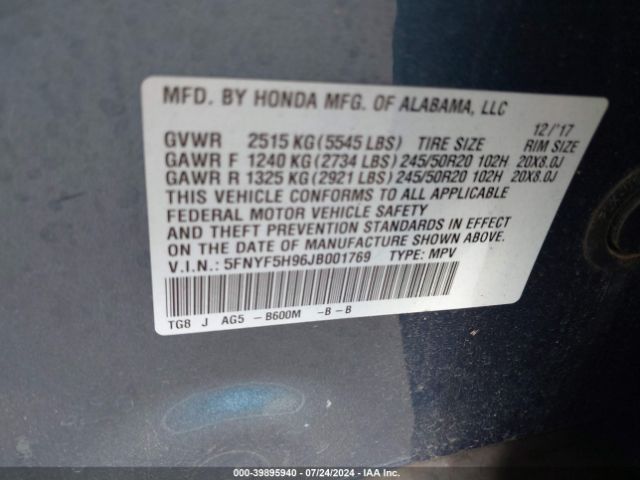 MFD. BY HONDA MFG. OF ALABAMA, LLC
12/'17
GVWR 2515 KG (5545 LBS) TIRE SIZE RIM SIZE
GAWR F 1240 KG (2734 LBS) 245/50R20 102H 20X8.0J
GAWR R 1325 KG (2921 LBS) 245/50R20 102H 20X8.0J
THIS VEHICLE CONFORMS TO ALL APPLICABLE
FEDERAL MOTOR VEHICLE SAFETY
AND THEFT PREVENTION STANDARDS IN EFFECT
ON THE DATE OF MANUFACTURE SHOWN ABOVE.
V.I.N.: 5FNYF5H96JB001769 TYPE: MPV
TG8 J AG5 - B600M - B - B
000-39895940 - 07/24/2024 - IAA Inc.